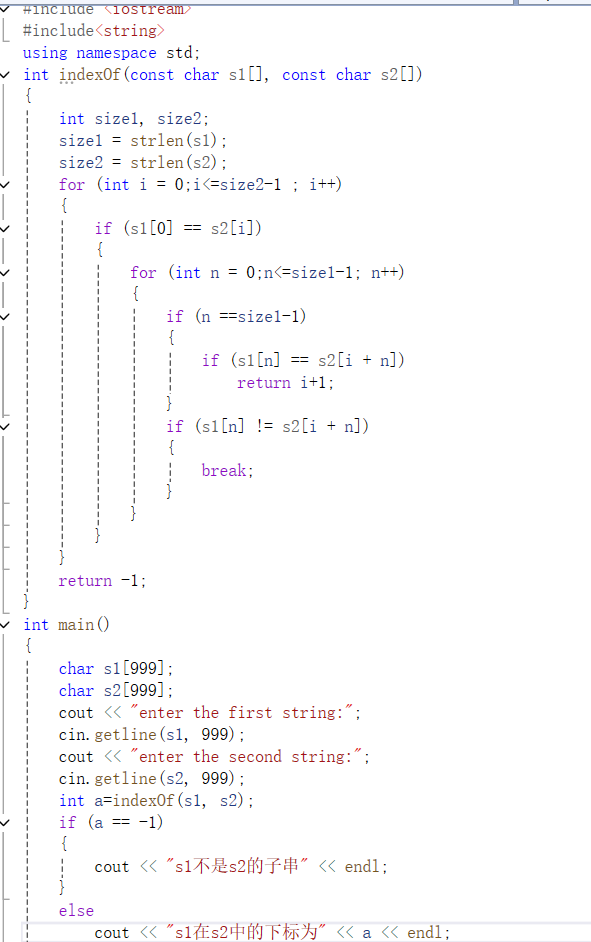 #include <iostream>
#include<string>
using namespace std;
int indexOf(const char s1[], const char s2[])
{
int size1, size2;
size1 = strlen(s1);
size2 = strlen(s2);
for (int i = 0;i<=size2-1 ; i++)
{
if (s1[0] == s2[i])
{
for (int n = 0;n<=size1-1; n++)
{
if (n ==size1-1)
{
if (s1[n] == s2[i + n])
return i+1;
}
if (s1[n] != s2[i + n])
{
break;
}
}
}
}
return -1;
}
int main()
{
char s1[999];
char s2[999];
cout << "enter the first string:";
cin.getline(s1, 999);
cout << "enter the second string:";
cin.getline(s2, 999);
int a=indexOf(s1, s2);
if (a == -1)
{
cout << "s1不是s2的子串" << endl;
}
else
cout << "s1在s2中的下标为" << a << endl;